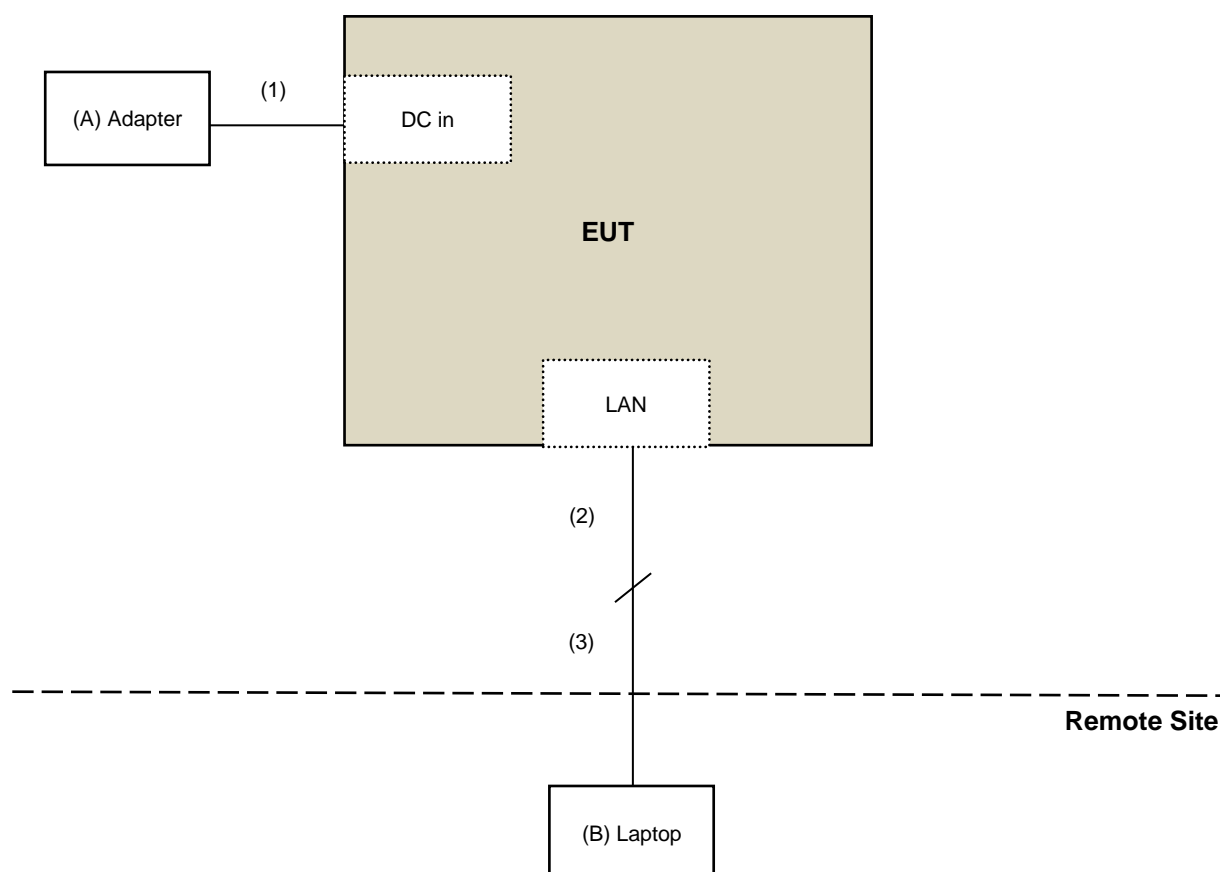 (A) Adapter
(1)
DC in
EUT
LAN
(2)
(3)
Remote Site
(B) Laptop